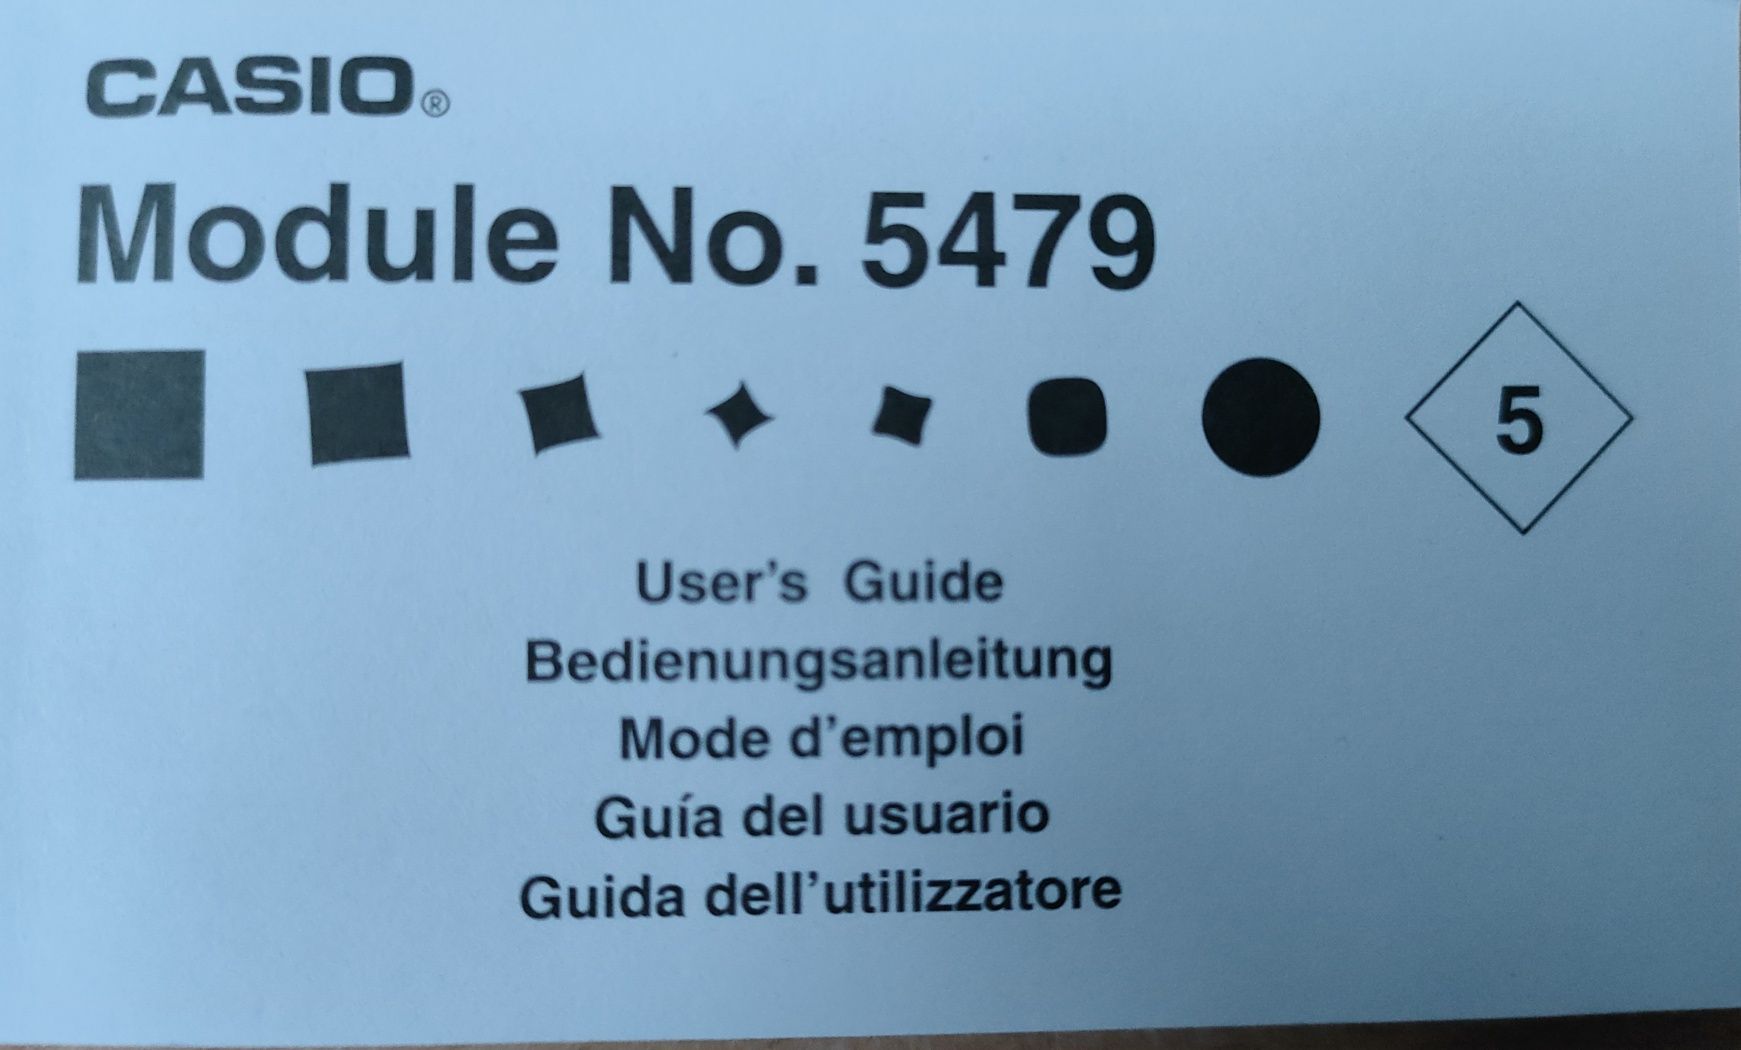 CASIO®
Module No. 5479
5
User's Guide
Bedienungsanleitung
Mode d'emploi
Guía del usuario
Guida dell'utilizzatore